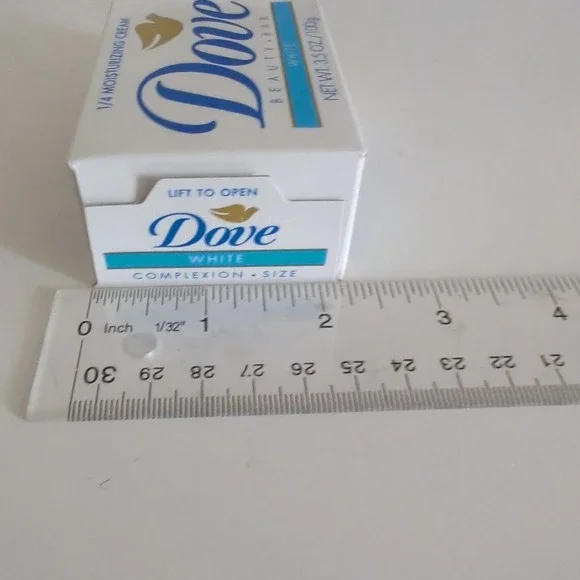 1/4 MOISTURIZING CREAM
Dove
BEAUTY • BAR
WHITE
NET WT. 3.5 OZ./100g
LIFT TO OPEN
Dove
WHITE
COMPLEXION • SIZE
0 Inch 1/32" 1 2 3 4
30 29 28 27 26 25 24 23 22 21